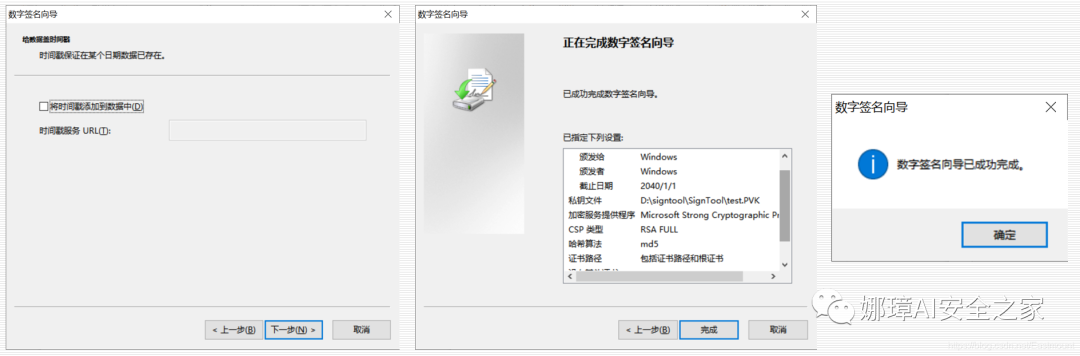 数字签名向导
给数据盖时间戳
时间戳保证在某个日期数据已存在。
将时间戳添加到数据中(D)
时间戳服务 URL(T):
< 上一步(B)
下一步(N) >
取消
数字签名向导
正在完成数字签名向导
已成功完成数字签名向导。
已指定下列设置:
颁发给 Windows
颁发者 Windows
截止日期 2040/1/1
私钥文件 D:\signtool\SignTool\test.PVK
加密服务提供程序 Microsoft Strong Cryptographic Pr
CSP 类型 RSA FULL
哈希算法 md5
证书路径 包括证书路径和根证书
< 上一步(B)
完成
取消
数字签名向导
数字签名向导已成功完成。
确定
娜璋AI安全之家